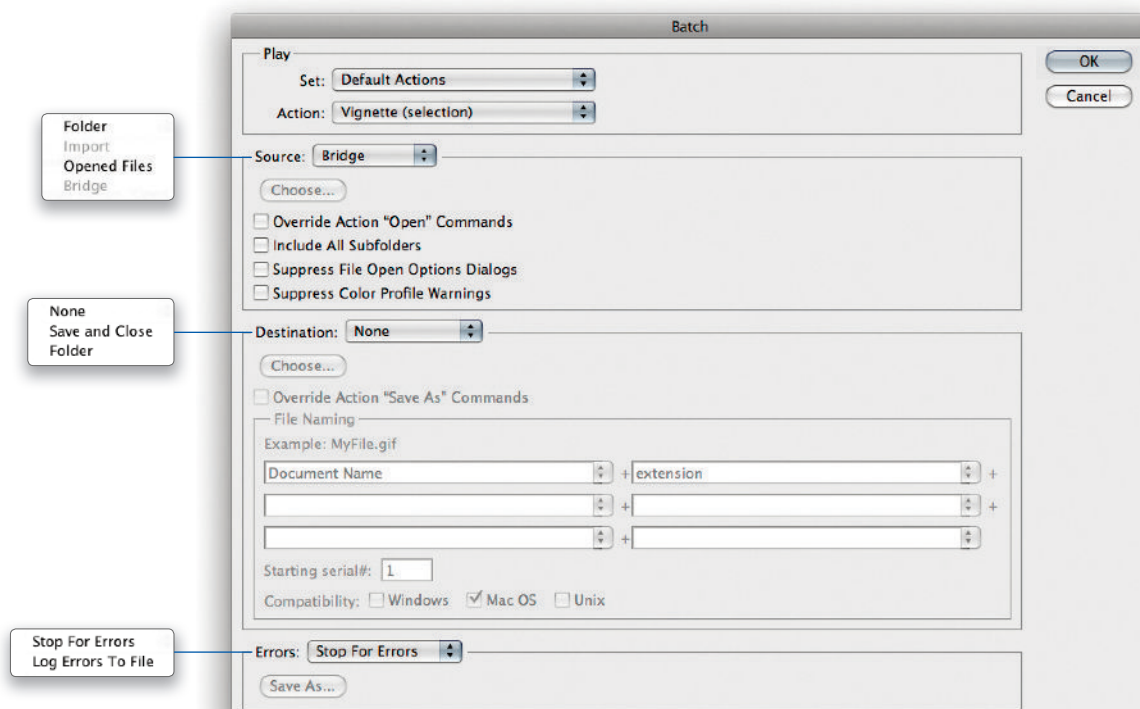 Batch
Play
Set: Default Actions
Action: Vignette (selection)
OK
Cancel
Folder
Import
Opened Files
Bridge
Source: Bridge
Choose...
Override Action “Open” Commands
Include All Subfolders
Suppress File Open Options Dialogs
Suppress Color Profile Warnings
None
Save and Close
Folder
Destination: None
Choose...
Override Action “Save As” Commands
File Naming
Example: MyFile.gif
Document Name + extension +
+ +
+
Starting serial#: 1
Compatibility: Windows Mac OS Unix
Stop For Errors
Log Errors To File
Errors: Stop For Errors
Save As...